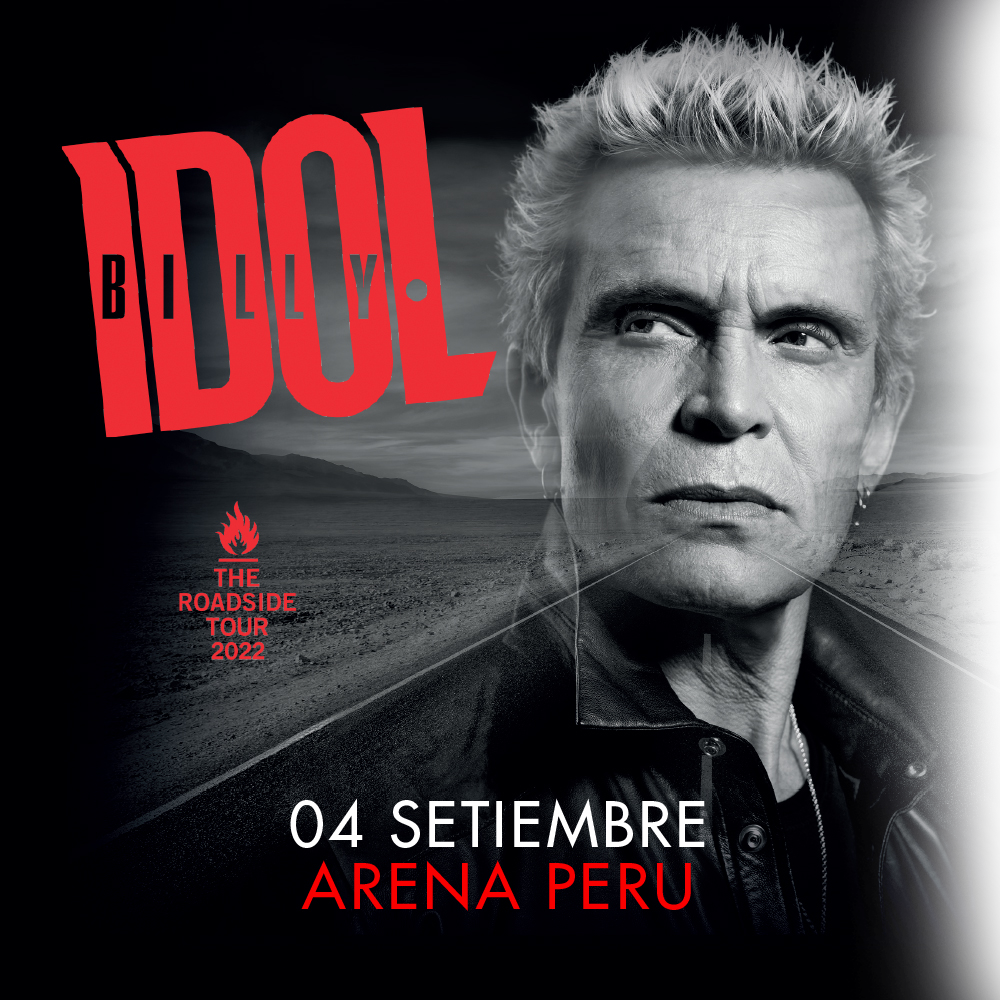 IDOL
BILLY
THE
ROADSIDE
TOUR
2022
04 SETIEMBRE
ARENA PERU